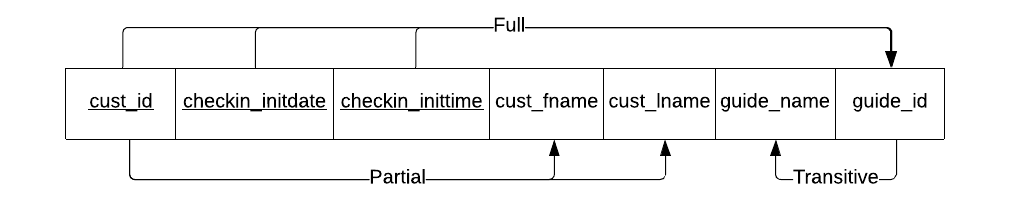 Full
cust_id checkin_initdate checkin_inittime cust_fname cust_lname guide_name guide_id
Partial Transitive